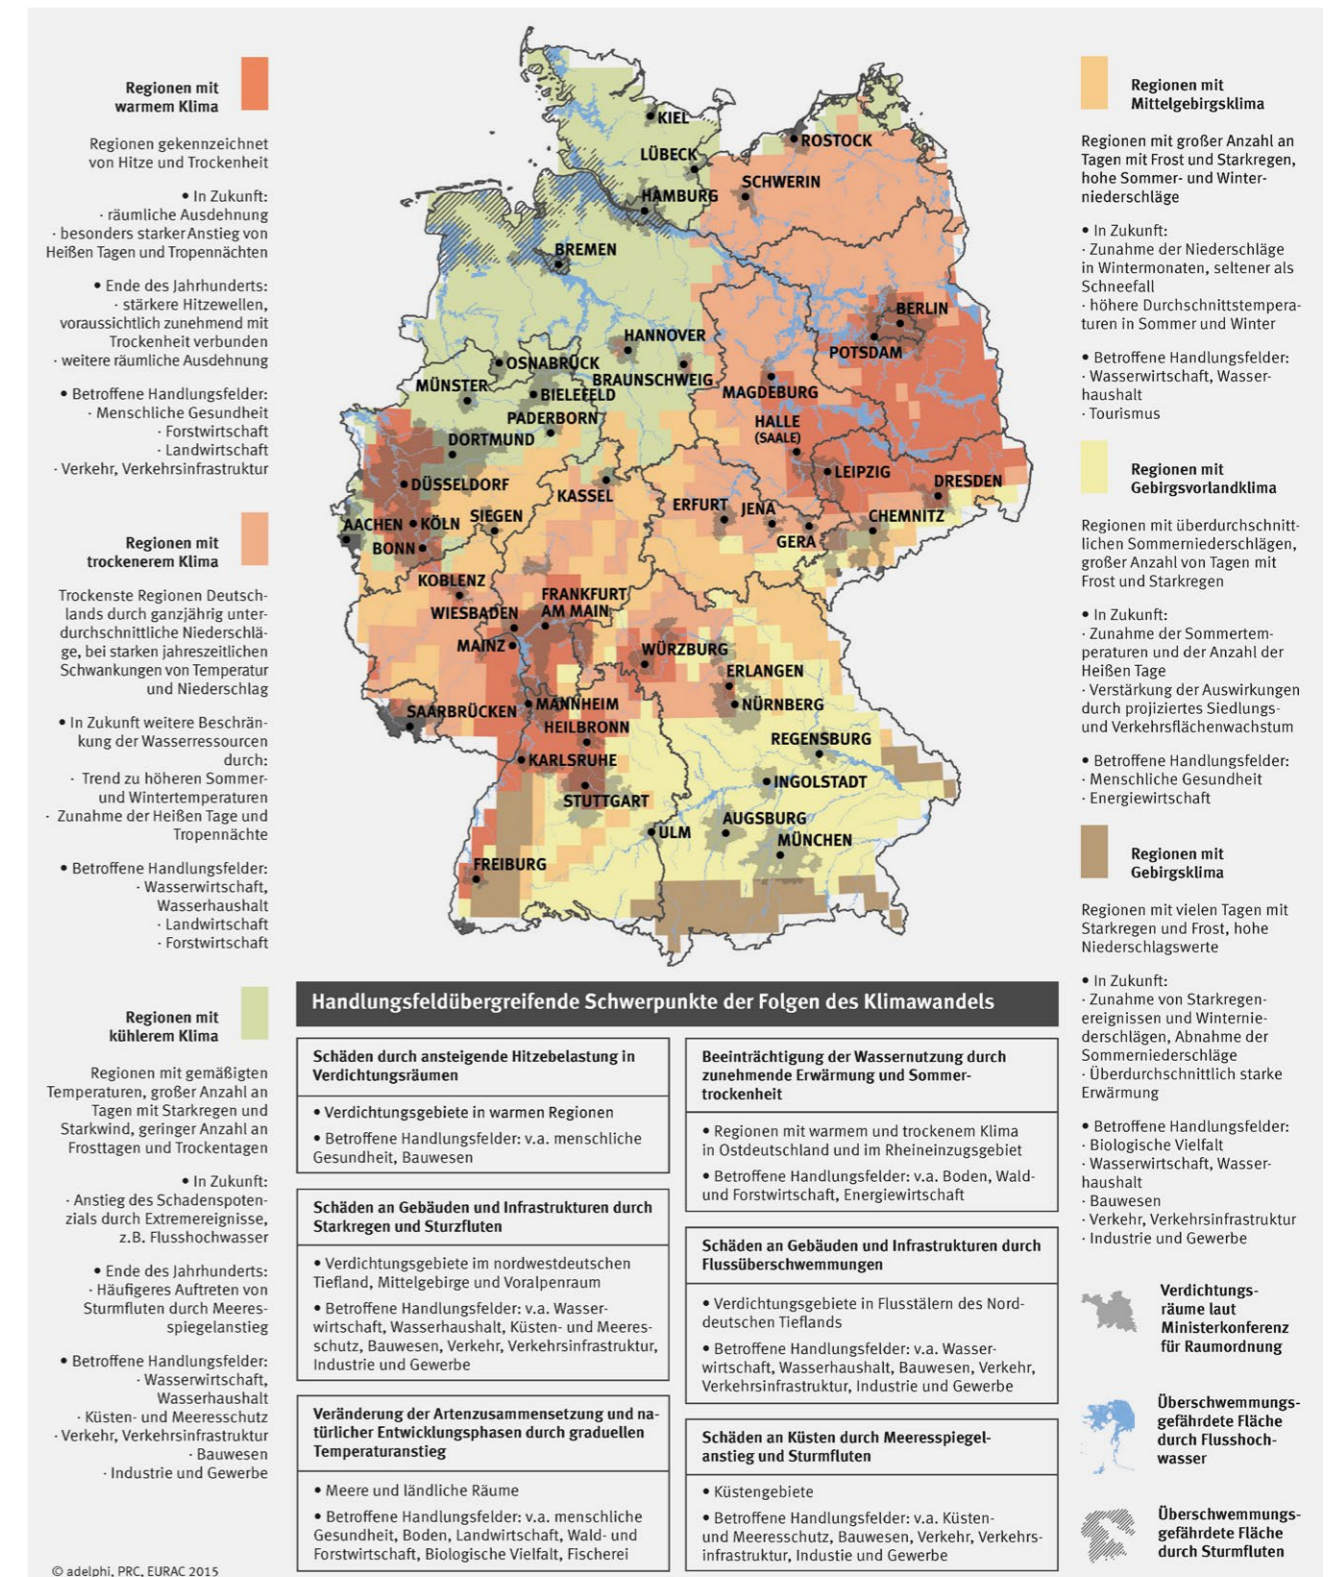 Regionen mit
warmem Klima
Regionen gekennzeichnet
von Hitze und Trockenheit
• In Zukunft:
· räumliche Ausdehnung
· besonders starker Anstieg von
Heißen Tagen und Tropennächten
• Ende des Jahrhunderts:
· stärkere Hitzewellen,
voraussichtlich zunehmend mit
Trockenheit verbunden
· weitere räumliche Ausdehnung
• Betroffene Handlungsfelder:
· Menschliche Gesundheit
· Forstwirtschaft
· Landwirtschaft
· Verkehr, Verkehrsinfrastruktur
Regionen mit
trockenerem Klima
Trockenste Regionen Deutsch-
lands durch ganzjährig unter-
durchschnittliche Niederschlä-
ge, bei starken jahreszeitlichen
Schwankungen von Temperatur
und Niederschlag
• In Zukunft weitere Beschrän-
kung der Wasserressourcen
durch:
· Trend zu höheren Sommer-
und Wintertemperaturen
· Zunahme der Heißen Tage und
Tropennächte
• Betroffene Handlungsfelder:
· Wasserwirtschaft,
Wasserhaushalt
· Landwirtschaft
· Forstwirtschaft
Regionen mit
kühlerem Klima
Regionen mit gemäßigten
Temperaturen, großer Anzahl an
Tagen mit Starkregen und
Starkwind, geringer Anzahl an
Frosttagen und Trockentagen
• In Zukunft:
· Anstieg des Schadenspoten-
zials durch Extremereignisse,
z.B. Flusshochwasser
• Ende des Jahrhunderts:
· Häufigeres Auftreten von
Sturmfluten durch Meeres-
spiegelanstieg
• Betroffene Handlungsfelder:
· Wasserwirtschaft,
Wasserhaushalt
· Küsten- und Meeresschutz
· Verkehr, Verkehrsinfrastruktur
· Bauwesen
· Industrie und Gewerbe
© adelphi, PRC, EURAC 2015
KIEL
ROSTOCK
LÜBECK
SCHWERIN
HAMBURG
BREMEN
BERLIN
HANNOVER
POTSDAM
OSNABRÜCK
BRAUNSCHWEIG
MÜNSTER
BIELEFELD
MAGDEBURG
PADERBORN
HALLE
(SAALE)
DORTMUND
LEIPZIG
DÜSSELDORF
KASSEL
DRESDEN
ERFURT
JENA
CHEMNITZ
AACHEN
KÖLN
SIEGEN
GERA
BONN
KOBLENZ
FRANKFURT
AM MAIN
WIESBADEN
MAINZ
WÜRZBURG
ERLANGEN
SAARBRÜCKEN
MANNHEIM
NÜRNBERG
HEILBRONN
REGENSBURG
KARLSRUHE
INGOLSTADT
STUTTGART
AUGSBURG
ULM
MÜNCHEN
FREIBURG
Handlungsfeldübergreifende Schwerpunkte der Folgen des Klimawandels
Schäden durch ansteigende Hitzebelastung in
Verdichtungsräumen
• Verdichtungsgebiete in warmen Regionen
• Betroffene Handlungsfelder: v.a. menschliche
Gesundheit, Bauwesen
Schäden an Gebäuden und Infrastrukturen durch
Starkregen und Sturzfluten
• Verdichtungsgebiete im nordwestdeutschen
Tiefland, Mittelgebirge und Voralpenraum
• Betroffene Handlungsfelder: v.a. Wasser-
wirtschaft, Wasserhaushalt, Küsten- und Meeres-
schutz, Bauwesen, Verkehr, Verkehrsinfrastruktur,
Industrie und Gewerbe
Veränderung der Artenzusammensetzung und na-
türlicher Entwicklungsphasen durch graduellen
Temperaturanstieg
• Meere und ländliche Räume
• Betroffene Handlungsfelder: v.a. menschliche
Gesundheit, Boden, Landwirtschaft, Wald- und
Forstwirtschaft, Biologische Vielfalt, Fischerei
Beeinträchtigung der Wassernutzung durch
zunehmende Erwärmung und Sommer-
trockenheit
• Regionen mit warmem und trockenem Klima
in Ostdeutschland und im Rheineinzugsgebiet
• Betroffene Handlungsfelder: v.a. Boden, Wald-
und Forstwirtschaft, Energiewirtschaft
Schäden an Gebäuden und Infrastrukturen durch
Flussüberschwemmungen
• Verdichtungsgebiete in Flusstälern des Nord-
deutschen Tieflands
• Betroffene Handlungsfelder: v.a. Wasser-
wirtschaft, Wasserhaushalt, Bauwesen, Verkehr,
Verkehrsinfrastruktur, Industrie und Gewerbe
Schäden an Küsten durch Meeresspiegel-
anstieg und Sturmfluten
• Küstengebiete
• Betroffene Handlungsfelder: v.a. Küsten-
und Meeresschutz, Bauwesen, Verkehr, Verkehrs-
infrastruktur, Industie und Gewerbe
Regionen mit
Mittelgebirgsklima
Regionen mit großer Anzahl an
Tagen mit Frost und Starkregen,
hohe Sommer- und Winter-
niederschläge
• In Zukunft:
· Zunahme der Niederschläge
in Wintermonaten, seltener als
Schneefall
· höhere Durchschnittstempera-
turen in Sommer und Winter
• Betroffene Handlungsfelder:
· Wasserwirtschaft, Wasser-
haushalt
· Tourismus
Regionen mit
Gebirgsvorlandklima
Regionen mit überdurchschnitt-
lichen Sommerniederschlägen,
großer Anzahl von Tagen mit
Frost und Starkregen
• In Zukunft:
· Zunahme der Sommertem-
peraturen und der Anzahl der
Heißen Tage
· Verstärkung der Auswirkungen
durch projiziertes Siedlungs-
und Verkehrsflächenwachstum
• Betroffene Handlungsfelder:
· Menschliche Gesundheit
· Energiewirtschaft
Regionen mit
Gebirgsklima
Regionen mit vielen Tagen mit
Starkregen und Frost, hohe
Niederschlagswerte
• In Zukunft:
· Zunahme von Starkregen-
ereignissen und Winternie-
derschlägen, Abnahme der
Sommerniederschläge
· Überdurchschnittlich starke
Erwärmung
• Betroffene Handlungsfelder:
· Biologische Vielfalt
· Wasserwirtschaft, Wasser-
haushalt
· Bauwesen
· Verkehr, Verkehrsinfrastruktur
· Industrie und Gewerbe
Verdichtungs-
räume laut
Ministerkonferenz
für Raumordnung
Überschwemmungs-
gefährdete Fläche
durch Flusshoch-
wasser
Überschwemmungs-
gefährdete Fläche
durch Sturmfluten